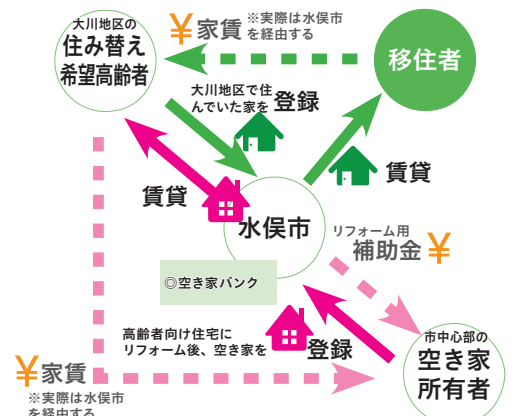 大川地区の
住み替え
希望高齢者
¥家賃
※実際は水俣市
を経由する
移住者
大川地区で住
んでいた家を
登録
賃貸
賃貸
水俣市
リフォーム用
補助金¥
◎空き家バンク
高齢者向け住宅に
リフォーム後、空き家を
登録
市中心部の
空き家
所有者
¥家賃
※実際は水俣市
を経由する